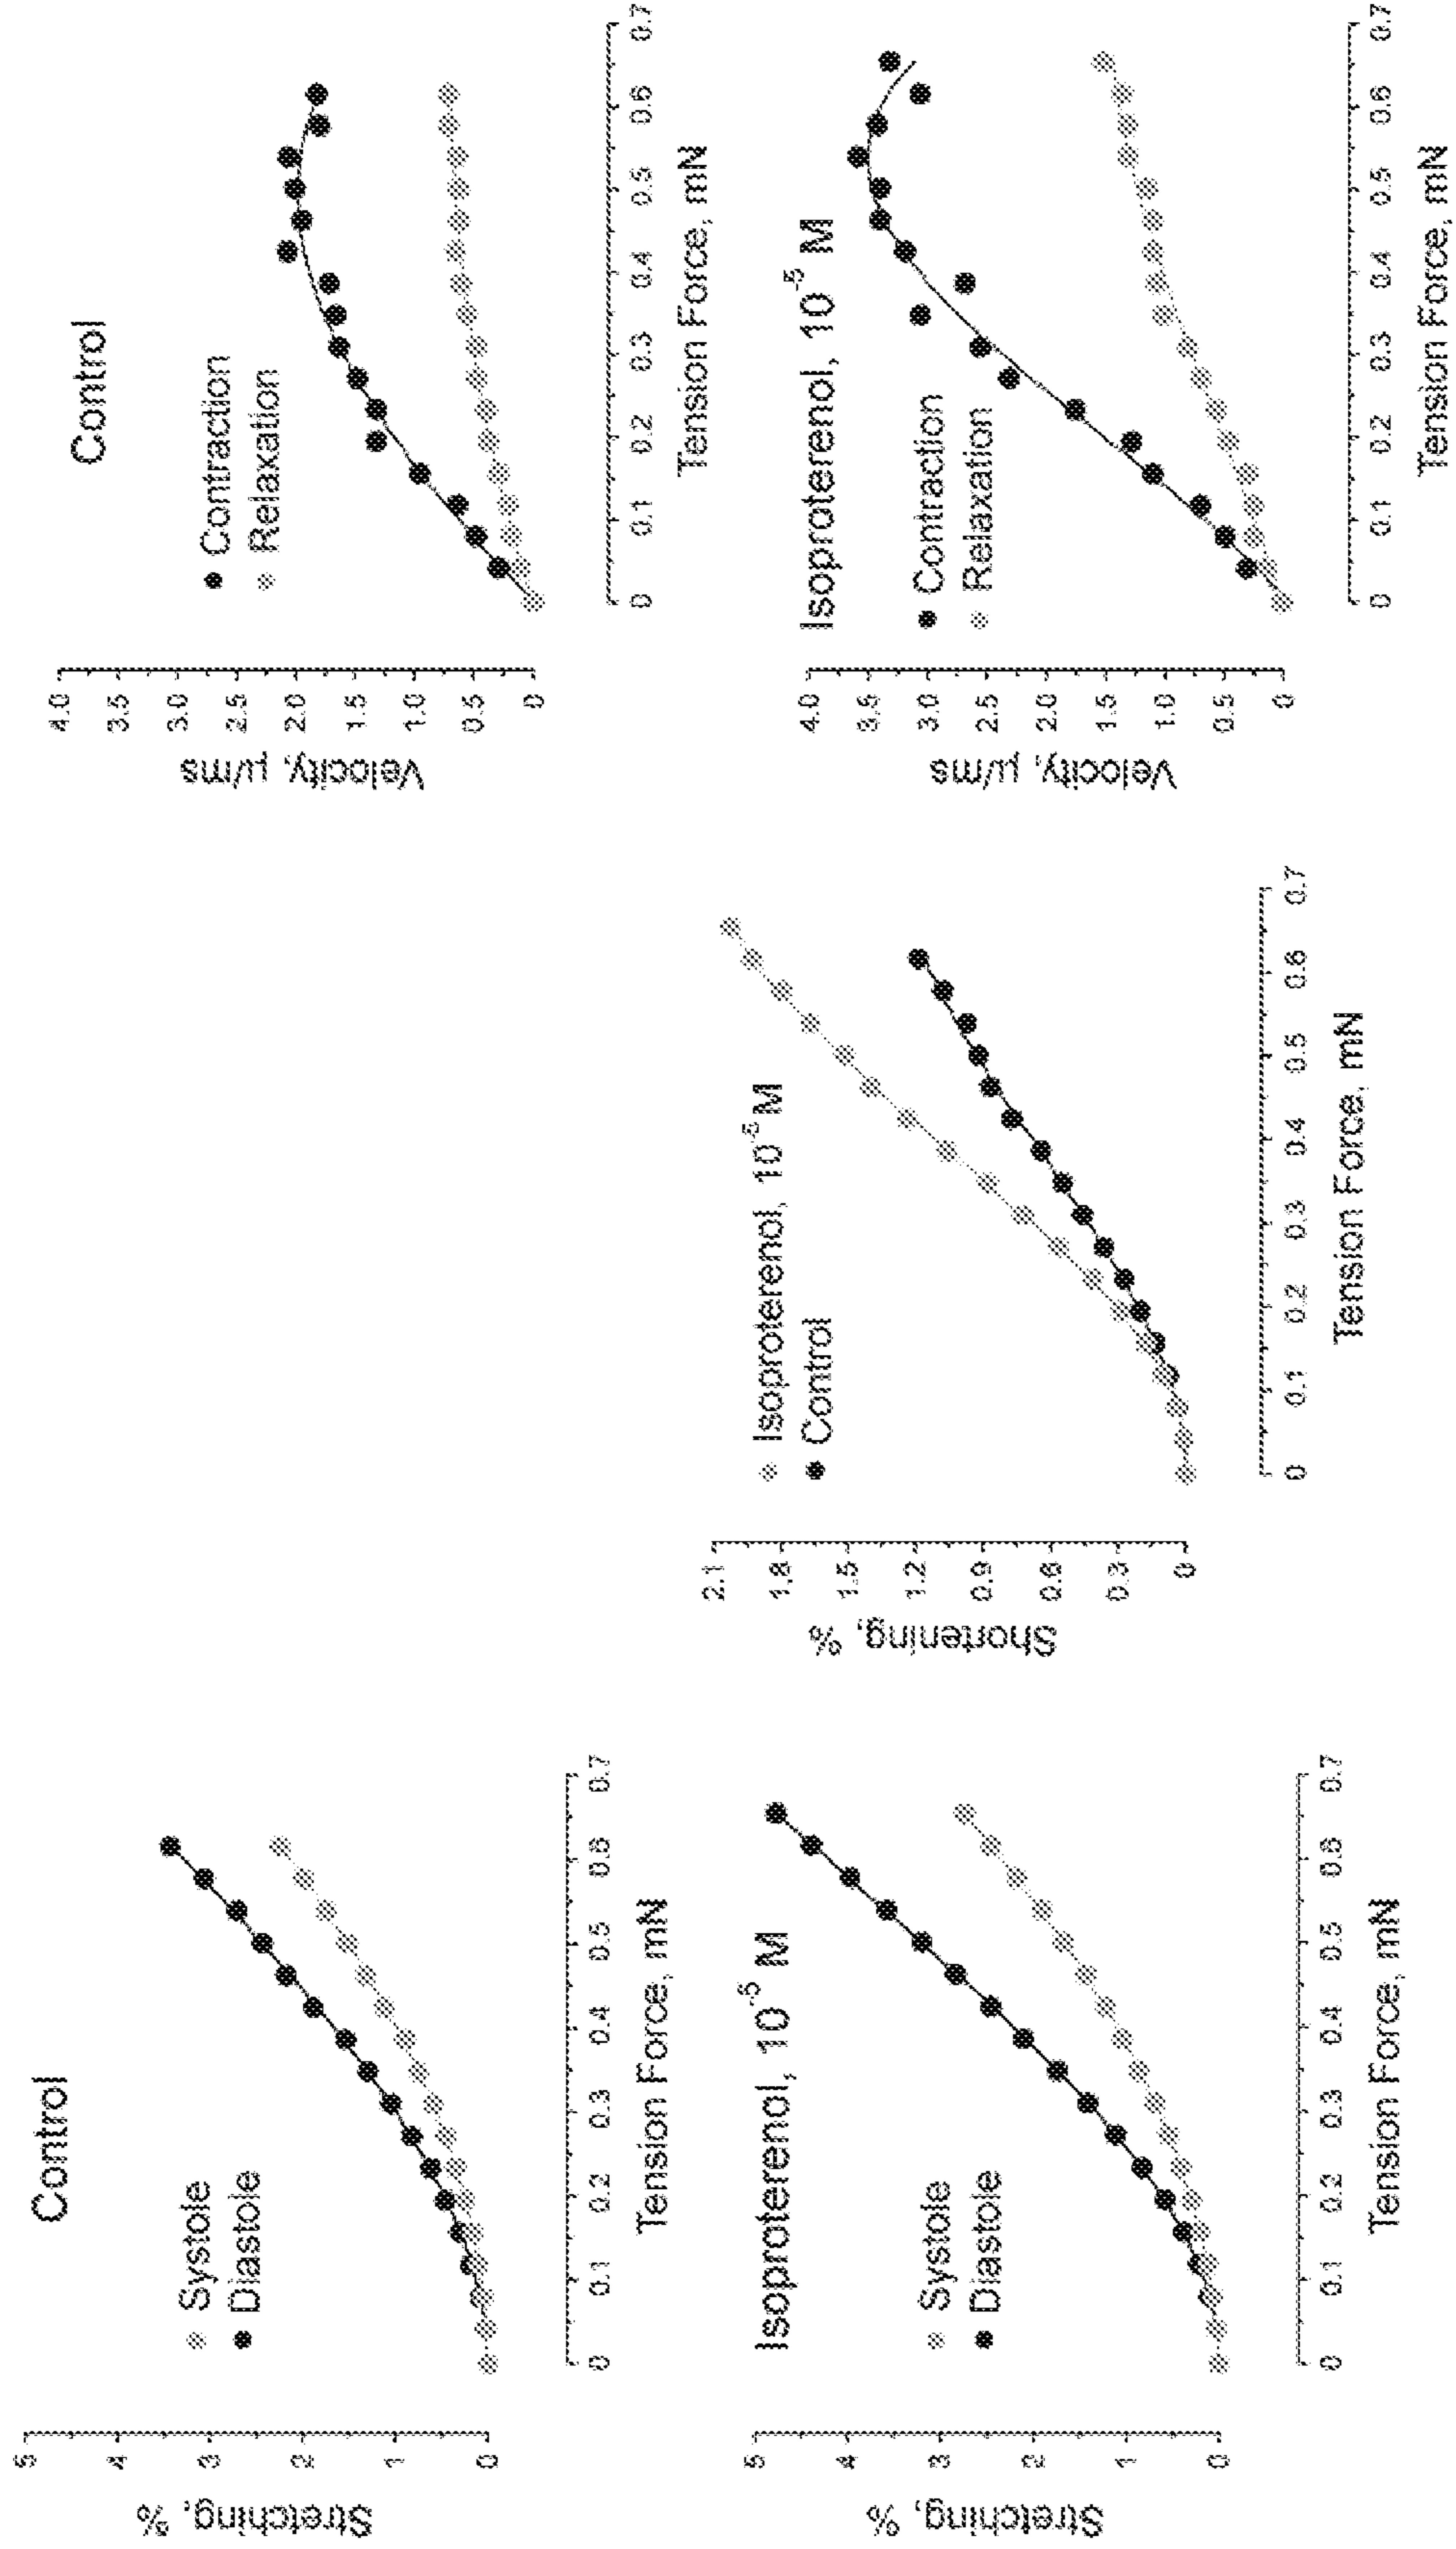 Control
Systole
Diastole
Stretching, %
5
4
3
2
1
0
0 0.1 0.2 0.3 0.4 0.5 0.6 0.7
Tension Force, mN
Isoproterenol, 10⁻⁵ M
Systole
Diastole
Stretching, %
5
4
3
2
1
0
0 0.1 0.2 0.3 0.4 0.5 0.6 0.7
Tension Force, mN
Isoproterenol, 10⁻⁵ M
Control
Shortening, %
2.1
1.8
1.5
1.2
0.9
0.6
0.3
0
0 0.1 0.2 0.3 0.4 0.5 0.6 0.7
Tension Force, mN
Control
Contraction
Relaxation
Velocity, μ/ms
4.0
3.5
3.0
2.5
2.0
1.5
1.0
0.5
0
0 0.1 0.2 0.3 0.4 0.5 0.6 0.7
Tension Force, mN
Isoproterenol, 10⁻⁵ M
Contraction
Relaxation
Velocity, μ/ms
4.0
3.5
3.0
2.5
2.0
1.5
1.0
0.5
0
0 0.1 0.2 0.3 0.4 0.5 0.6 0.7
Tension Force, mN